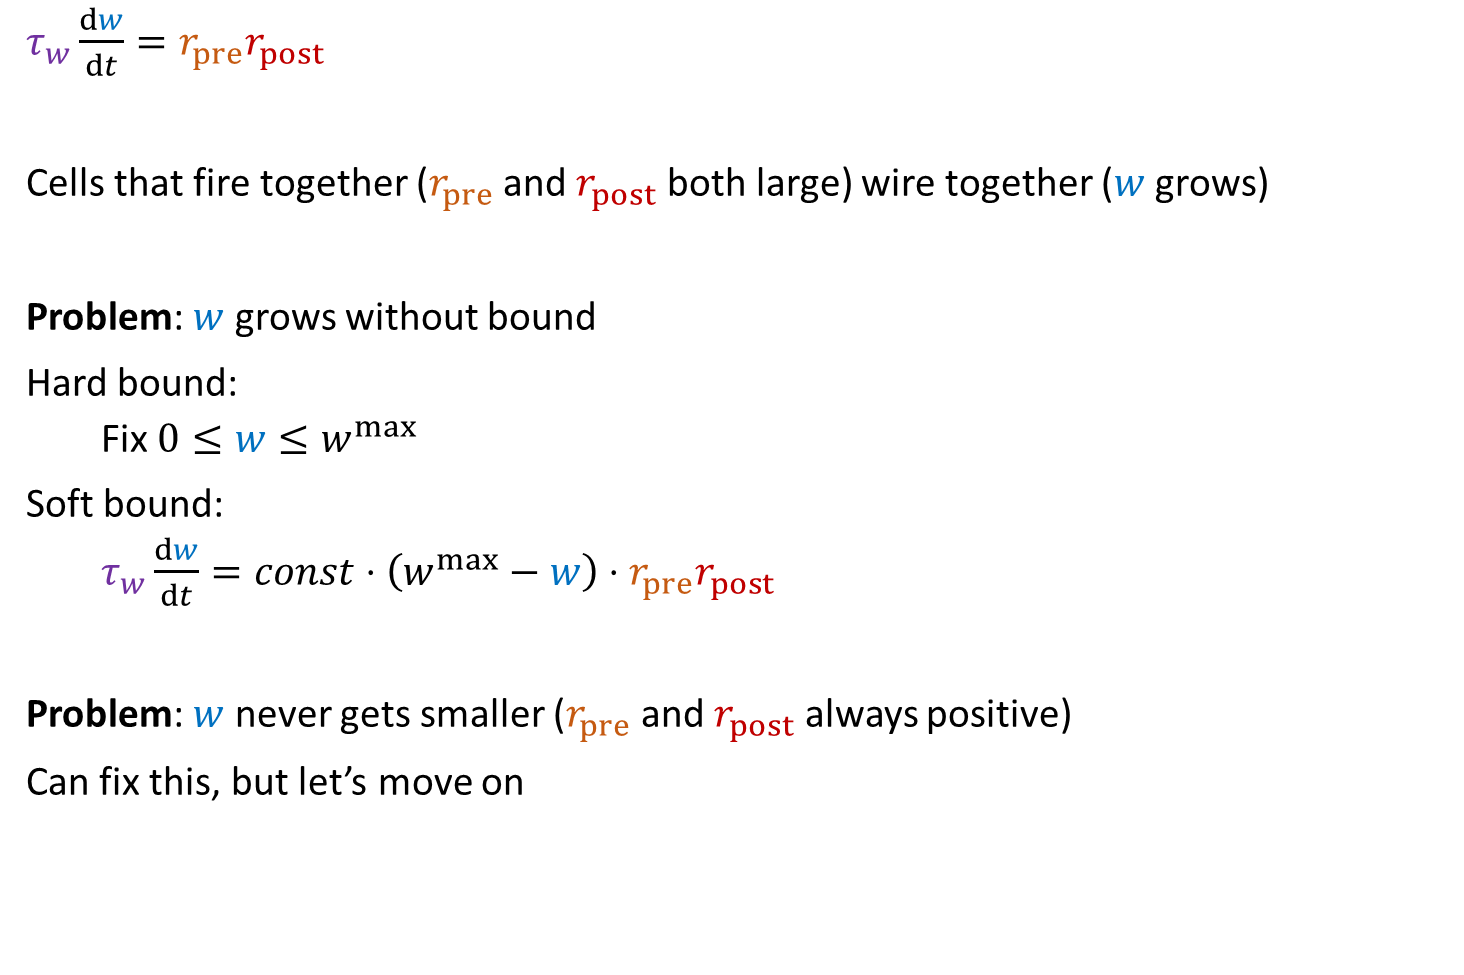 τ_w dw/dt = r_pre r_post
Cells that fire together (r_pre and r_post both large) wire together (w grows)
Problem: w grows without bound
Hard bound:
Fix 0 ≤ w ≤ w^max
Soft bound:
τ_w dw/dt = const · (w^max − w) · r_pre r_post
Problem: w never gets smaller (r_pre and r_post always positive)
Can fix this, but let’s move on